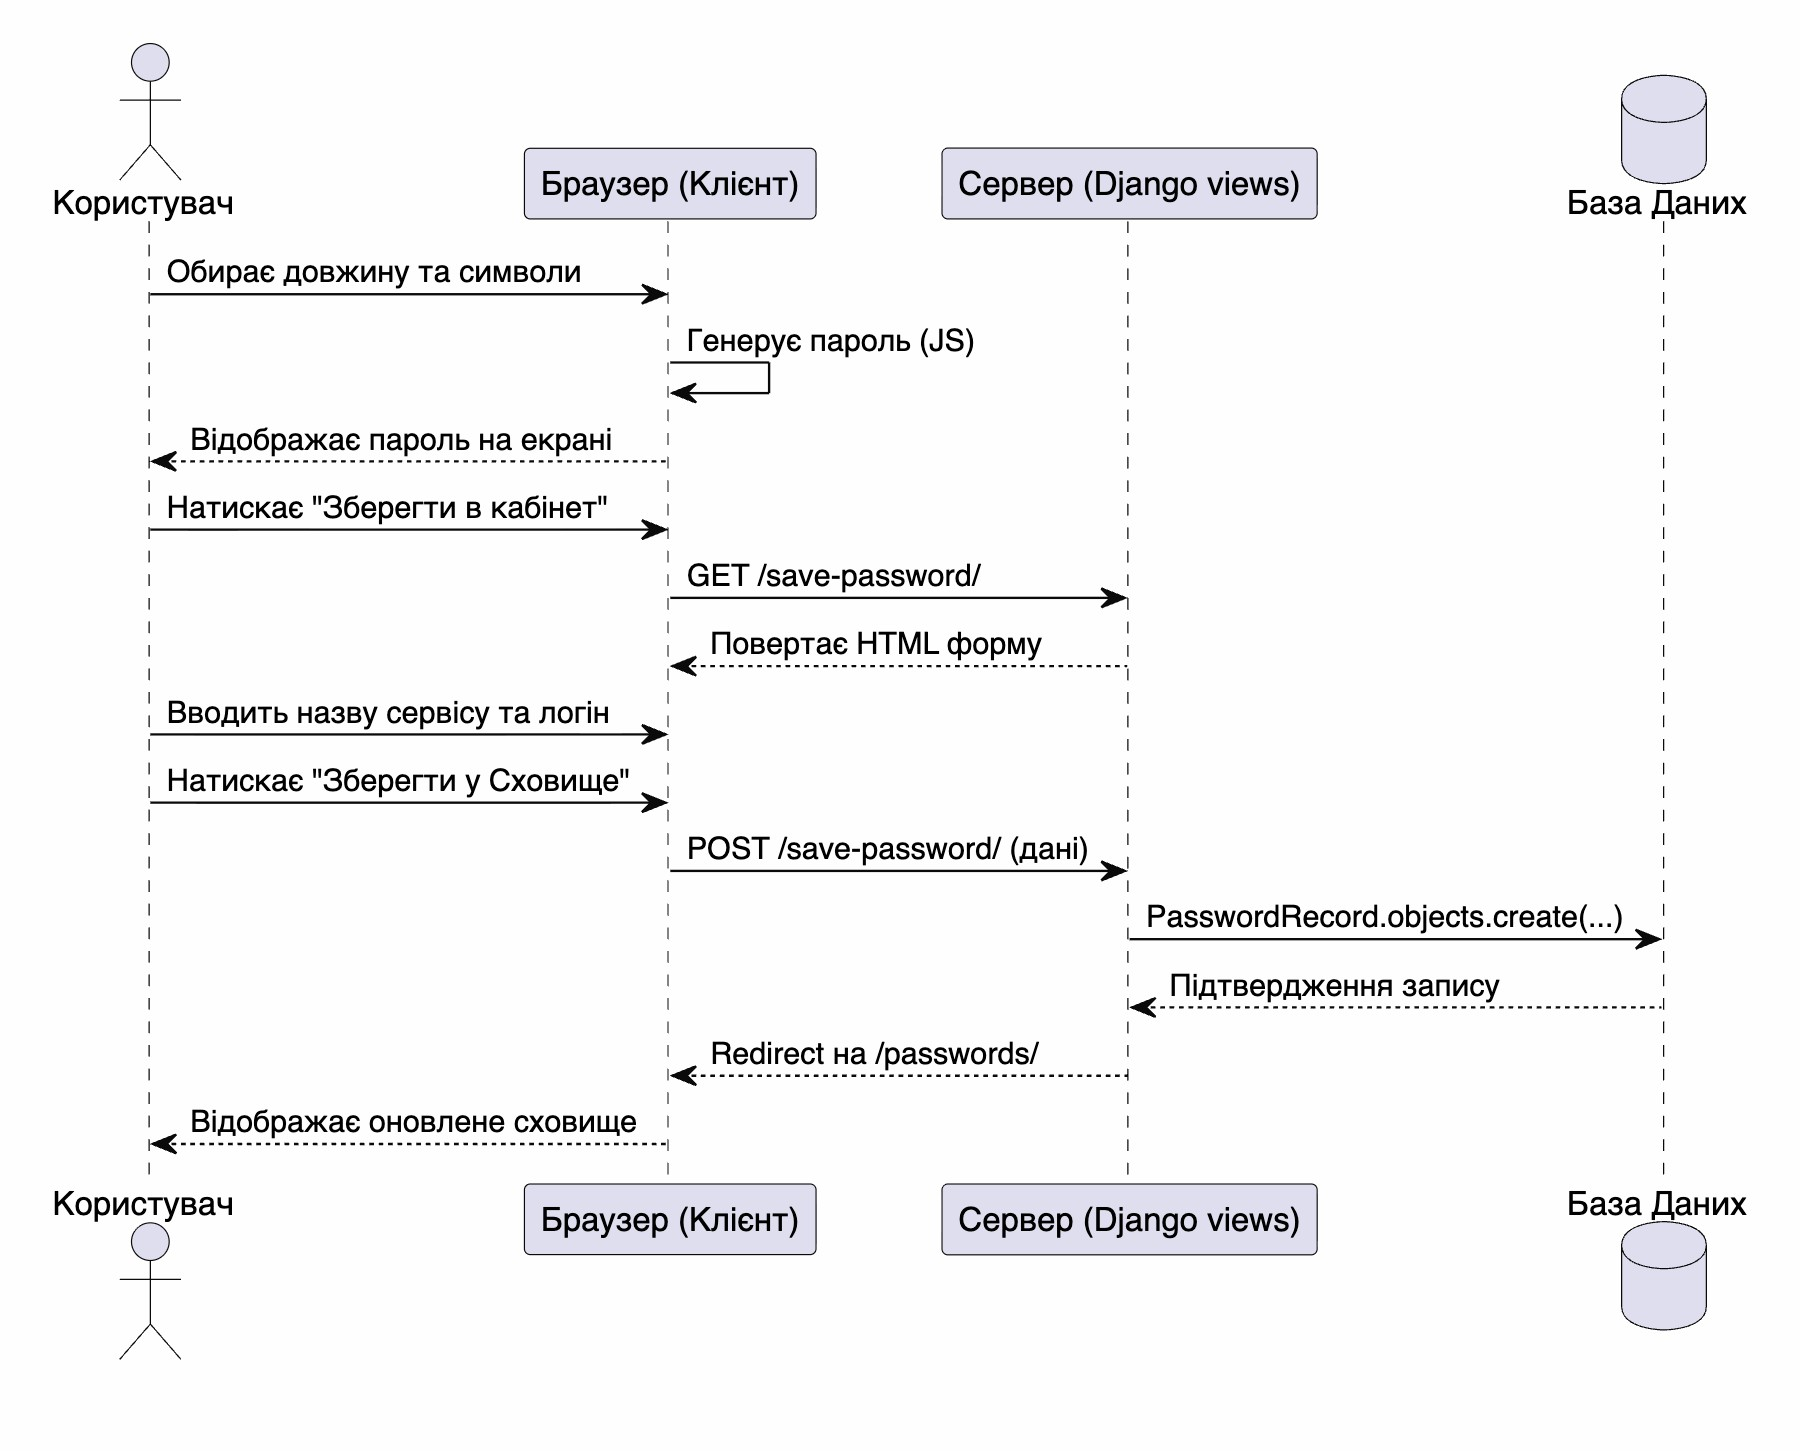 Користувач
Браузер (Клієнт)
Сервер (Django views)
База Даних
Обирає довжину та символи
Генерує пароль (JS)
Відображає пароль на екрані
Натискає "Зберегти в кабінет"
GET /save-password/
Повертає HTML форму
Вводить назву сервісу та логін
Натискає "Зберегти у Сховище"
POST /save-password/ (дані)
PasswordRecord.objects.create(...)
Підтвердження запису
Redirect на /passwords/
Відображає оновлене сховище
Користувач
Браузер (Клієнт)
Сервер (Django views)
База Даних